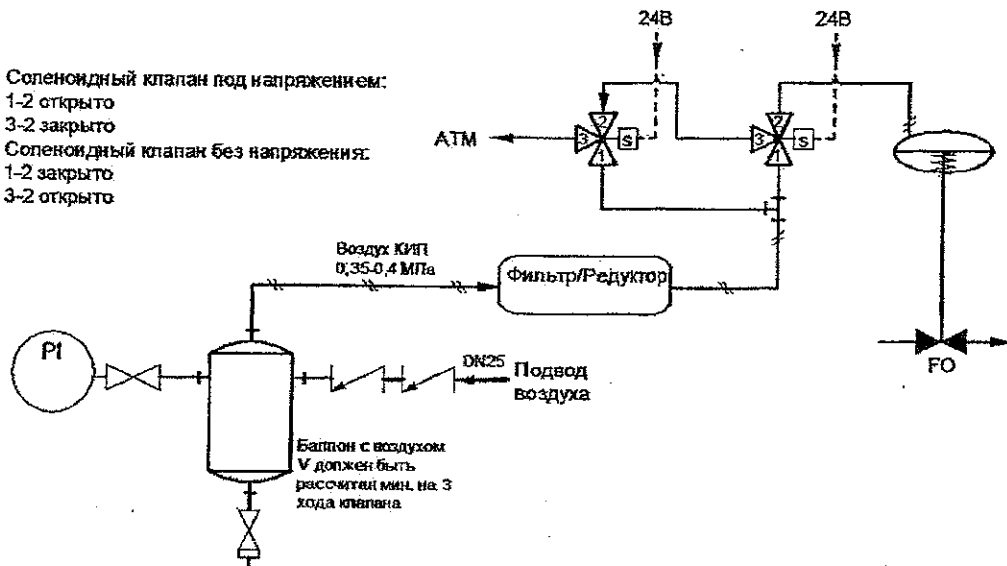 24В
24В
Соленоидный клапан под напряжением:
1-2 открыто
3-2 закрыто
Соленоидный клапан без напряжения:
1-2 закрыто
3-2 открыто
АТМ
3
2
1
S
3
2
1
S
Воздух КИП
0,35-0,4 МПа
Фильтр/Редуктор
PI
DN25
Подвод
воздуха
FO
Баллон с воздухом
V должен быть
рассчитан мин. на 3
хода клапана